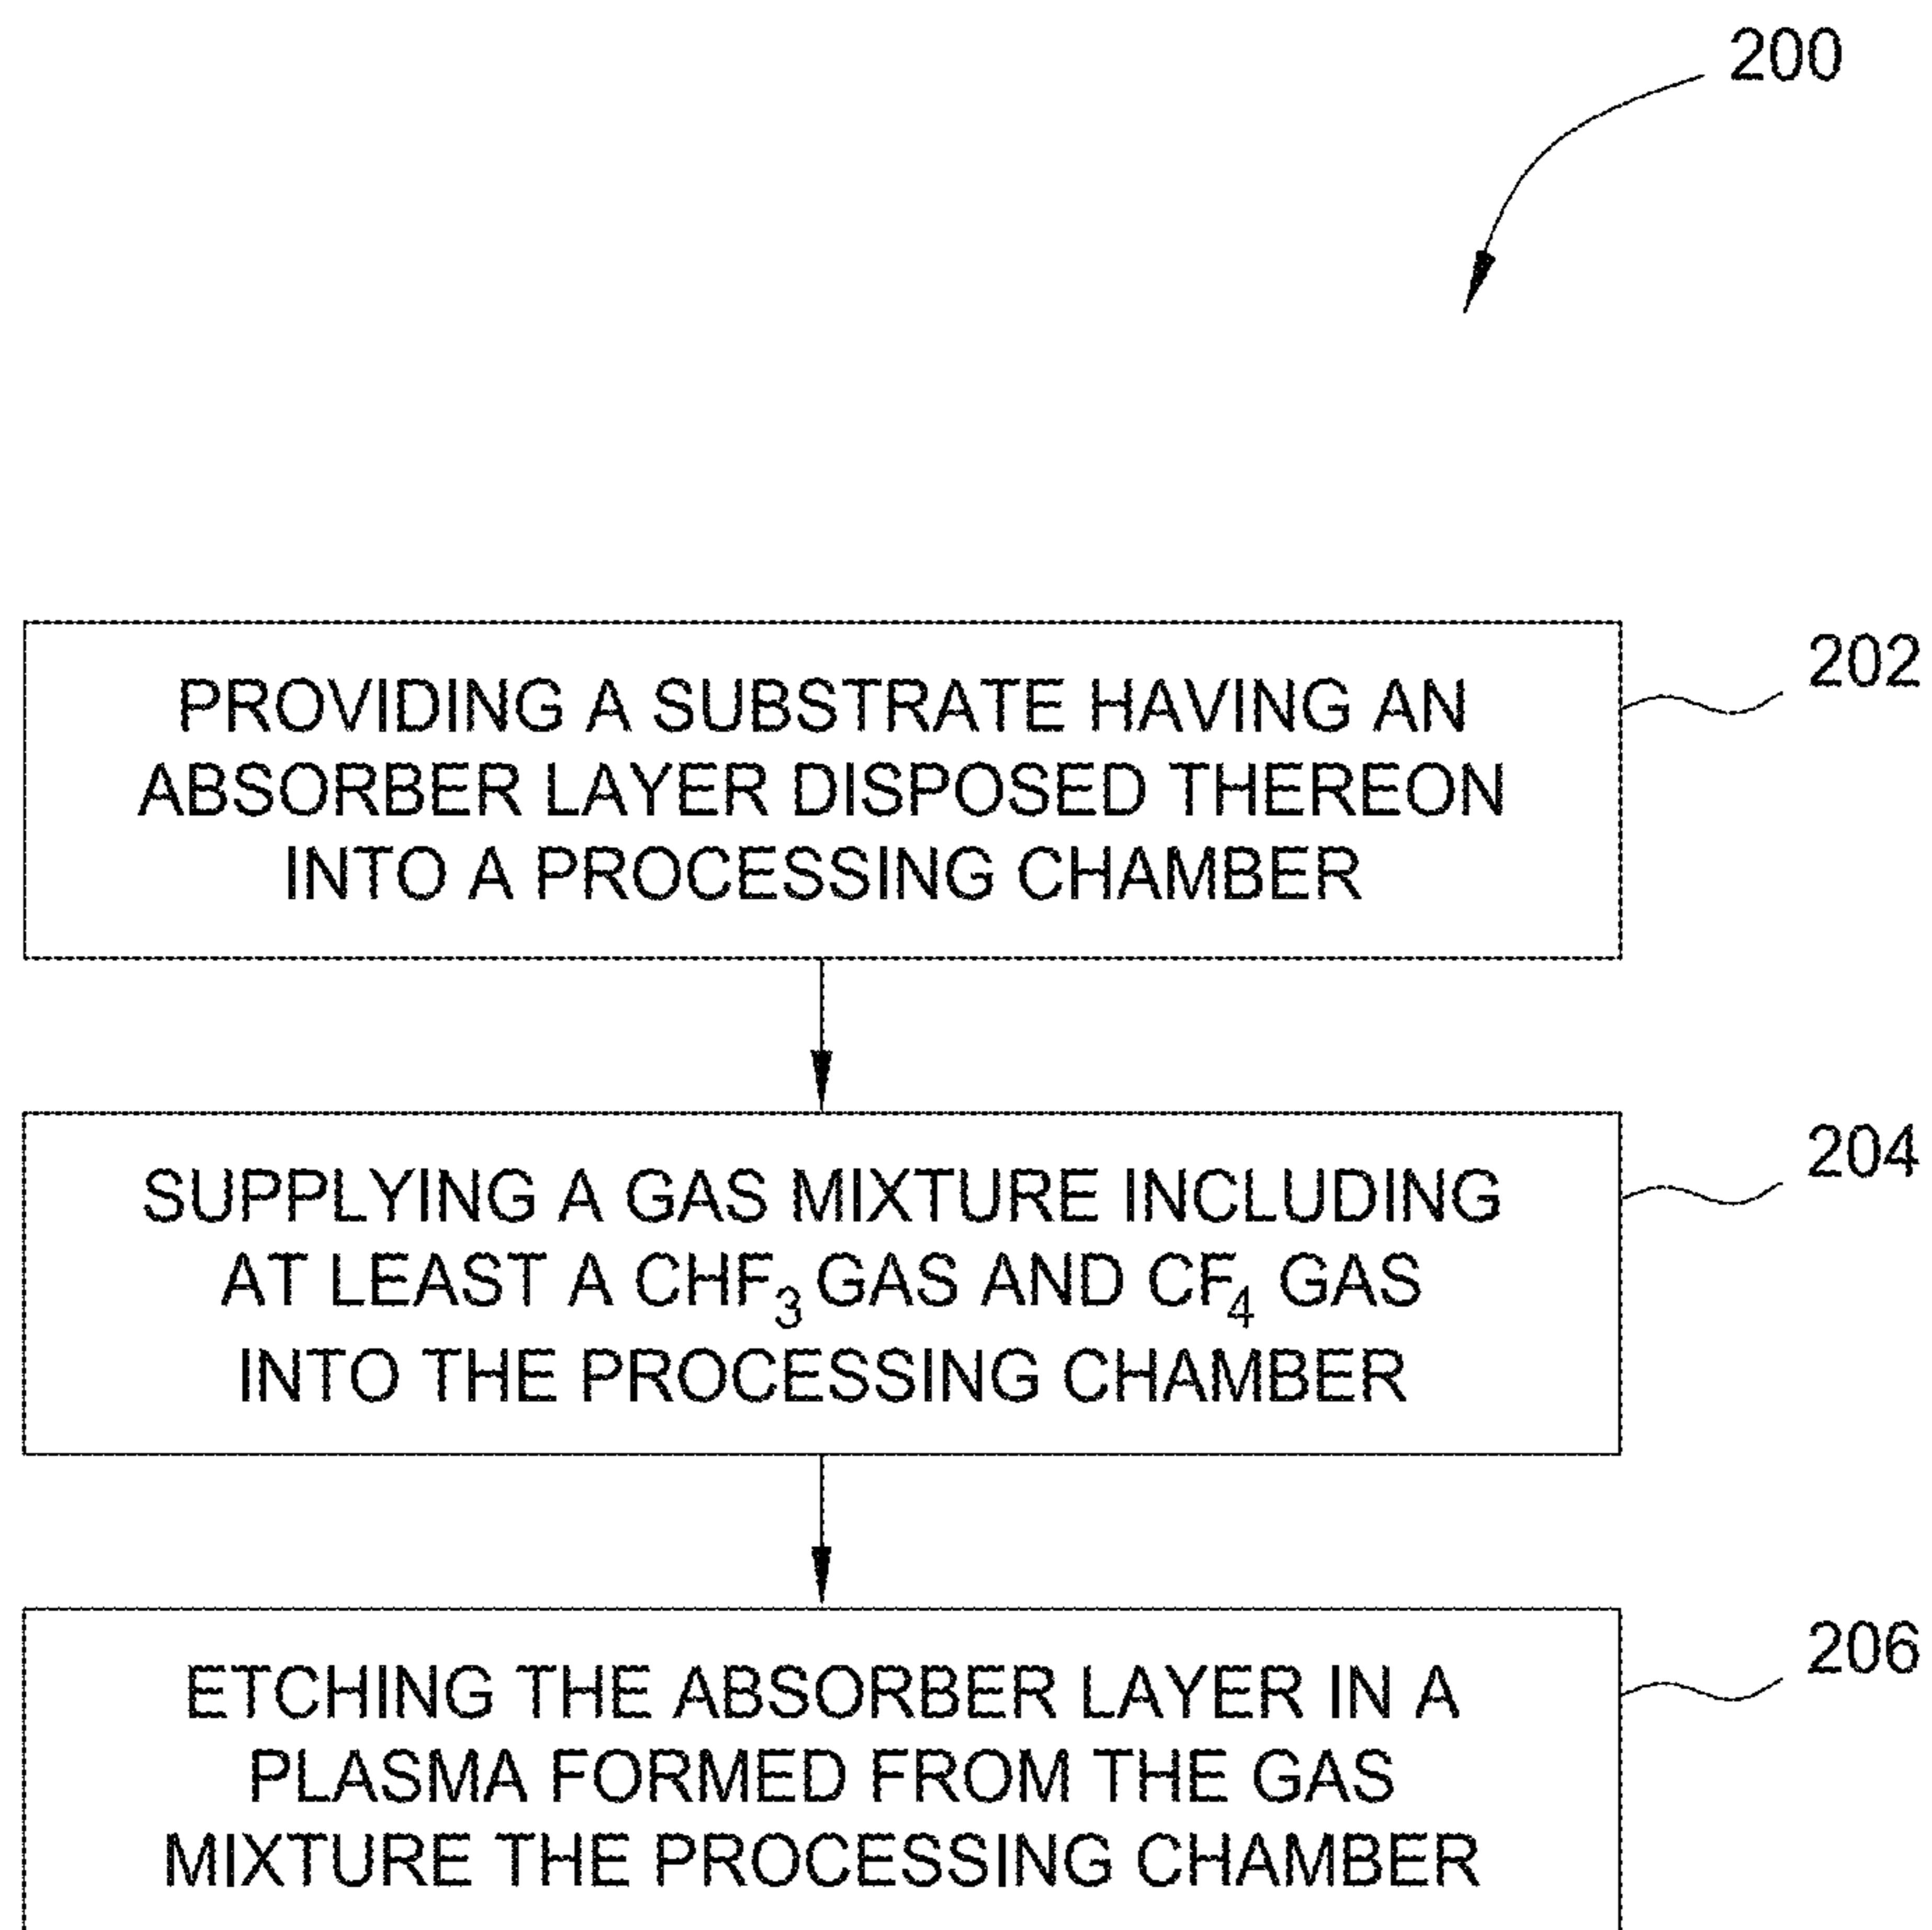 200
PROVIDING A SUBSTRATE HAVING AN
ABSORBER LAYER DISPOSED THEREON
INTO A PROCESSING CHAMBER
202
SUPPLYING A GAS MIXTURE INCLUDING
AT LEAST A CHF₃ GAS AND CF₄ GAS
INTO THE PROCESSING CHAMBER
204
ETCHING THE ABSORBER LAYER IN A
PLASMA FORMED FROM THE GAS
MIXTURE THE PROCESSING CHAMBER
206